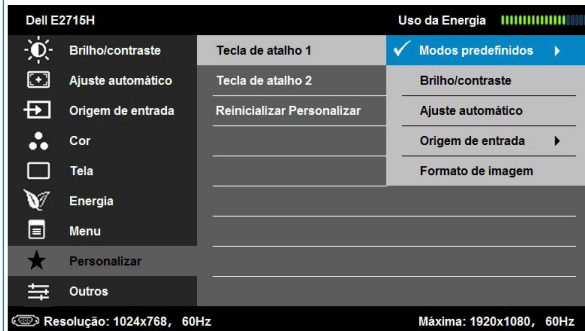 Dell E2715H Uso da Energia
Brilho/contraste Tecla de atalho 1 Modos predefinidos
Ajuste automático Tecla de atalho 2 Brilho/contraste
Origem de entrada Reinicializar Personalizar Ajuste automático
Cor Origem de entrada
Tela Formato de imagem
Energia
Menu
Personalizar
Outros
Resolução: 1024x768, 60Hz Máxima: 1920x1080, 60Hz